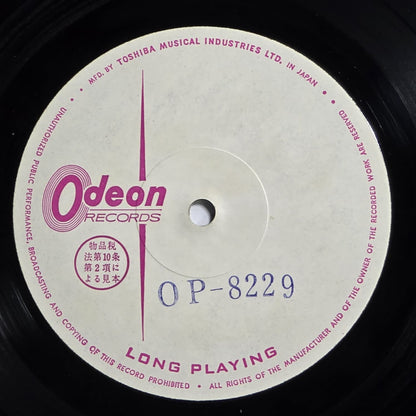 • • MFD. BY TOSHIBA MUSICAL INDUSTRIES LTD. IN JAPAN • •
Odeon
RECORDS
物品税
法第10条
第2項に
よる見本
OP-8229
LONG PLAYING
UNAUTHORIZED PUBLIC PERFORMANCE, BROADCASTING AND COPYING OF THIS RECORD PROHIBITED • ALL RIGHTS OF THE MANUFACTURER AND OF THE OWNER OF THE RECORDED WORK ARE RESERVED